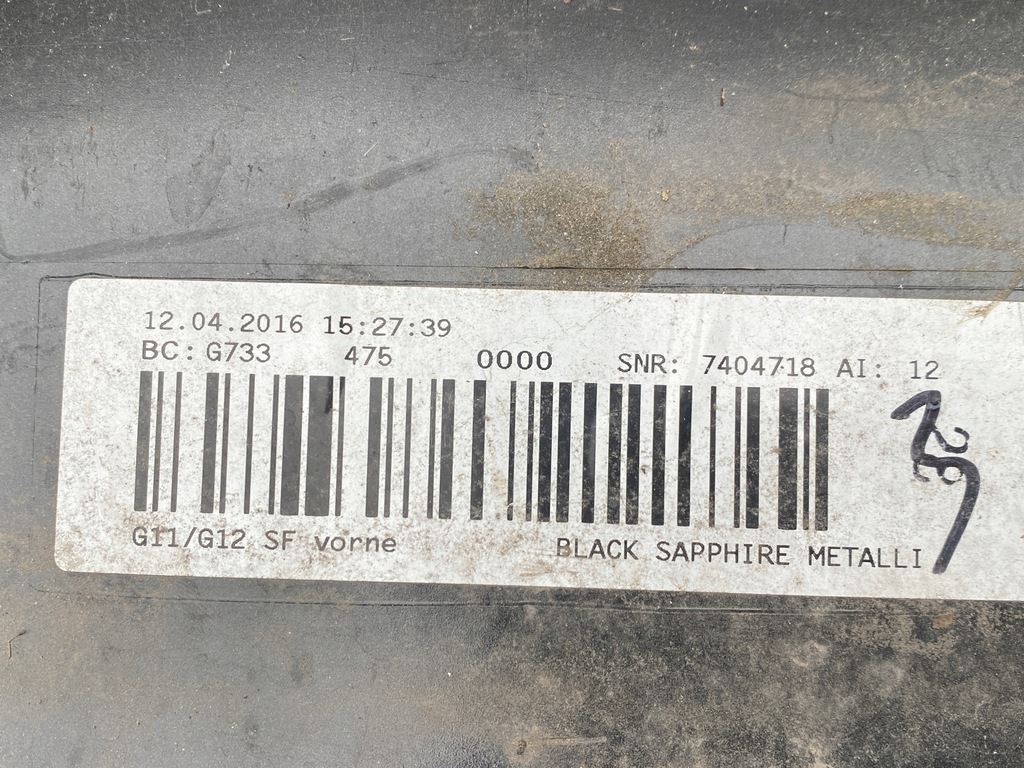 12.04.2016 15:27:39
BC: G733 475 0000 SNR: 7404718 AI: 12
G11/G12 SF vorne BLACK SAPPHIRE METALLI